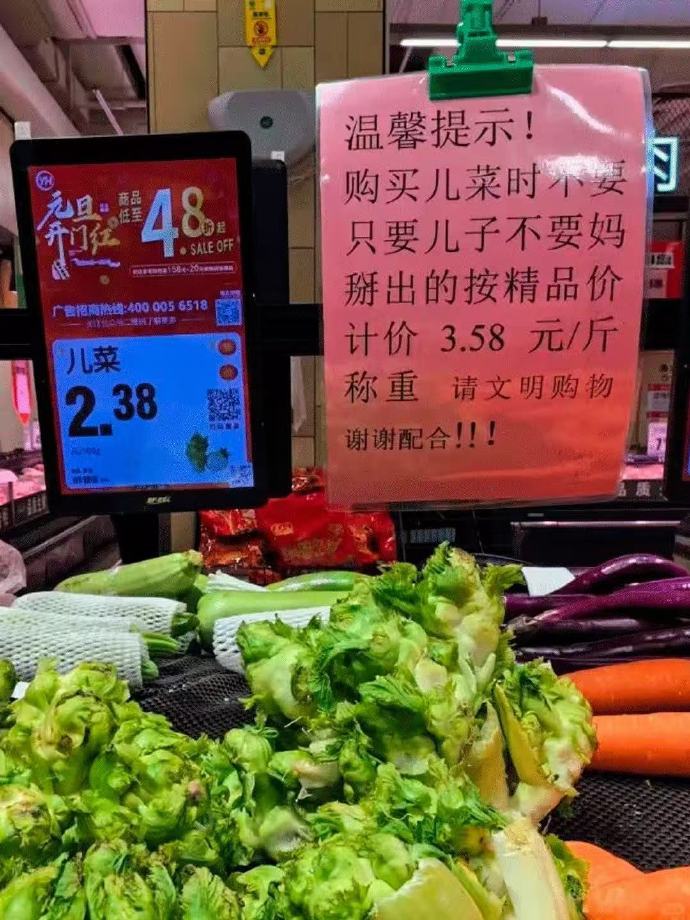 元旦
开门红
商品
低至
4.8折起
SALE OFF
广告招商热线:400 005 6518
儿菜
2.38
温馨提示！
购买儿菜时不要
只要儿子不要妈
掰出的按精品价
计价 3.58 元/斤
称重 请文明购物
谢谢配合!!!